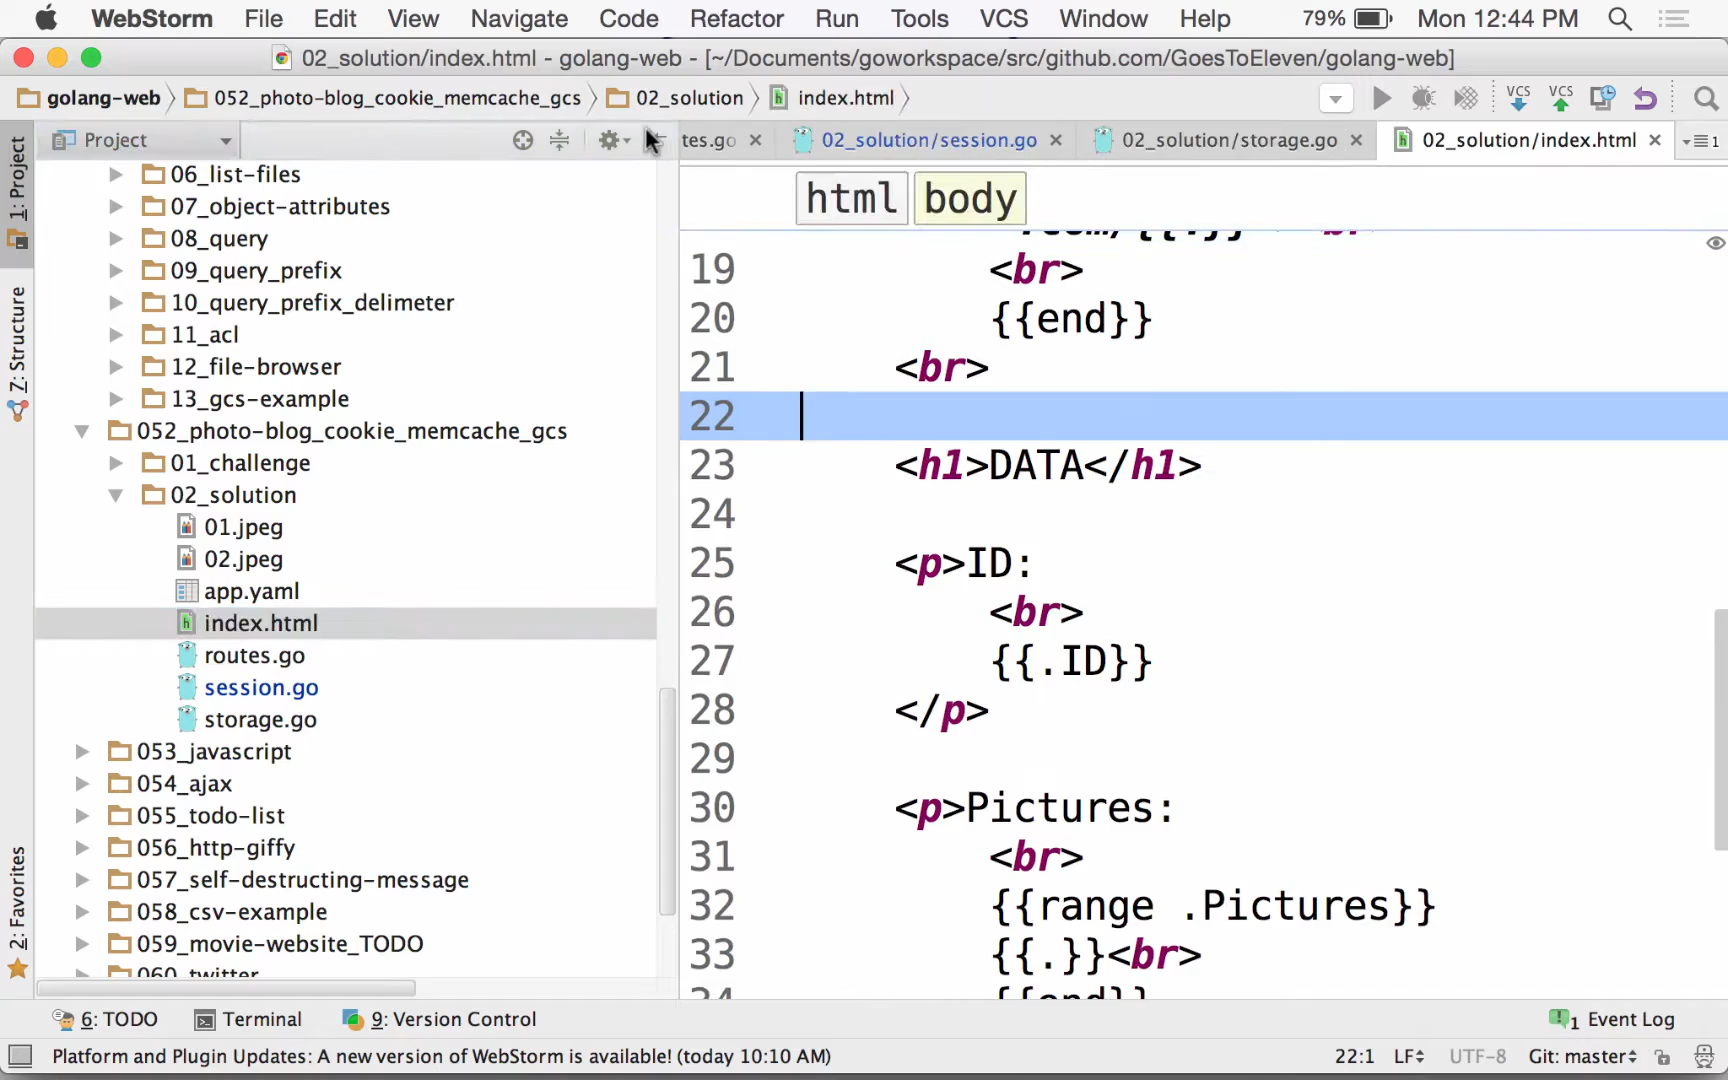 WebStorm File Edit View Navigate Code Refactor Run Tools VCS Window Help 79% Mon 12:44 PM
02_solution/index.html - golang-web - [~/Documents/goworkspace/src/github.com/GoesToEleven/golang-web]
golang-web 052_photo-blog_cookie_memcache_gcs 02_solution index.html VCS VCS
1: Project
7: Structure
2: Favorites
Project
tes.go 02_solution/session.go 02_solution/storage.go 02_solution/index.html 1
06_list-files
07_object-attributes
08_query
09_query_prefix
10_query_prefix_delimeter
11_acl
12_file-browser
13_gcs-example
052_photo-blog_cookie_memcache_gcs
01_challenge
02_solution
01.jpeg
02.jpeg
app.yaml
index.html
routes.go
session.go
storage.go
053_javascript
054_ajax
055_todo-list
056_http-giffy
057_self-destructing-message
058_csv-example
059_movie-website_TODO
060_twitter
html body
19 <br>
20 {{end}}
21 <br>
22
23 <h1>DATA</h1>
24
25 <p>ID:
26 <br>
27 {{.ID}}
28 </p>
29
30 <p>Pictures:
31 <br>
32 {{range .Pictures}}
33 {{.}}<br>
34 {{end}}
6: TODO Terminal 9: Version Control 1 Event Log
Platform and Plugin Updates: A new version of WebStorm is available! (today 10:10 AM) 22:1 LF UTF-8 Git: master